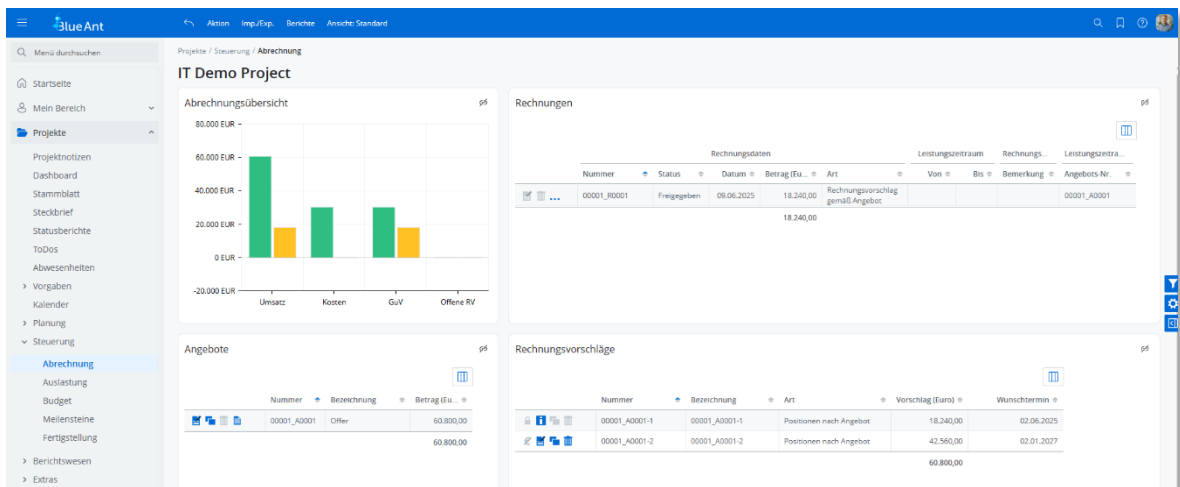 Blue Ant
Aktion Imp./Exp. Berichte Ansicht: Standard
Menü durchsuchen
Startseite
Mein Bereich
Projekte
Projektnotizen
Dashboard
Stammblatt
Steckbrief
Statusberichte
ToDos
Abwesenheiten
Vorgaben
Kalender
Planung
Steuerung
Abrechnung
Auslastung
Budget
Meilensteine
Fertigstellung
Berichtswesen
Extras
Projekte / Steuerung / Abrechnung
IT Demo Project
Abrechnungsübersicht
80.000 EUR
60.000 EUR
40.000 EUR
20.000 EUR
0 EUR
-20.000 EUR
Umsatz Kosten GuV Offene RV
Rechnungen
Rechnungsdaten Leistungszeitraum Rechnungs... Leistungszeitra...
Nummer Status Datum Betrag (Eu... Art Von Bis Bemerkung Angebots-Nr.
00001_R0001 Freigegeben 09.06.2025 18.240,00 Rechnungsvorschlag gemäß Angebot 00001_A0001
18.240,00
Angebote
Nummer Bezeichnung Betrag (Eu...
00001_A0001 Offer 60.800,00
60.800,00
Rechnungsvorschläge
Nummer Bezeichnung Art Vorschlag (Euro) Wunschtermin
00001_A0001-1 00001_A0001-1 Positionen nach Angebot 18.240,00 02.06.2025
00001_A0001-2 00001_A0001-2 Positionen nach Angebot 42.560,00 02.01.2027
60.800,00